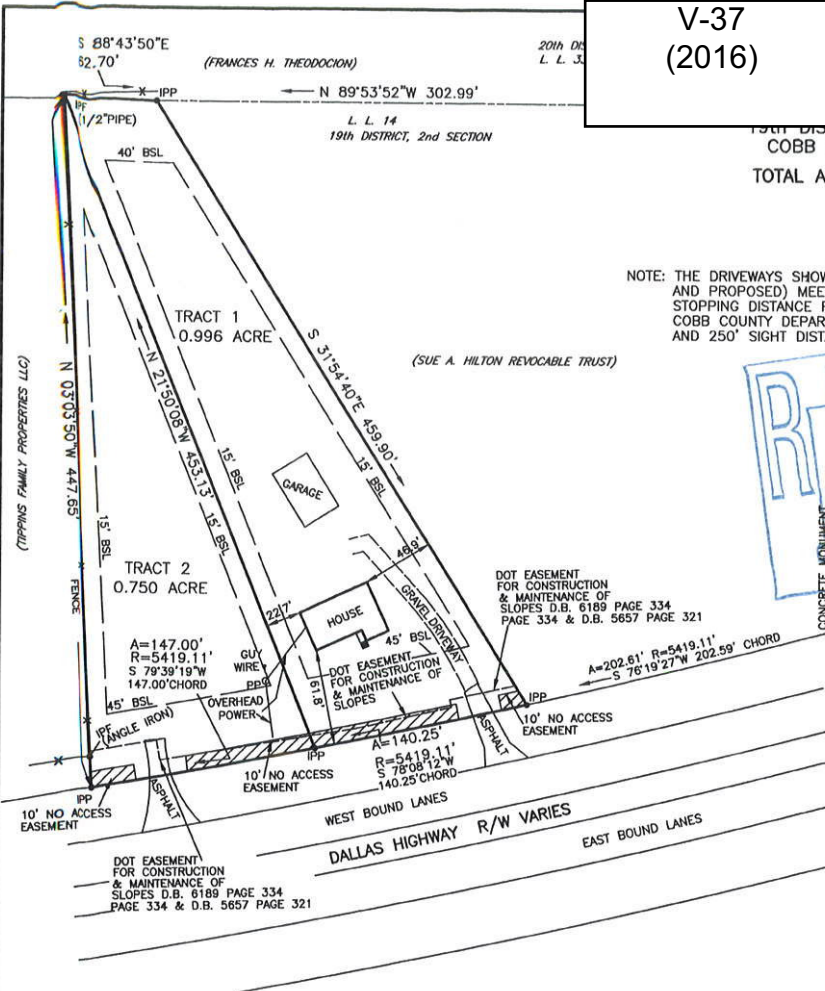 V-37
(2016)
S 88°43'50"E
62.70'
(FRANCES H. THEODOCION)
20th DIS
L. L. 3
IPP
N 89°53'52"W 302.99'
IPF
(1/2"PIPE)
L. L. 14
19th DISTRICT, 2nd SECTION
19th DIS
COBB
TOTAL A
40' BSL
NOTE: THE DRIVEWAYS SHOW
AND PROPOSED) MEE
STOPPING DISTANCE
COBB COUNTY DEPAR
AND 250' SIGHT DIST
TRACT 1
0.996 ACRE
S 31°54'40"E 459.90'
(SUE A. HILTON REVOCABLE TRUST)
(TIPPINS FAMILY PROPERTIES LLC)
N 03°03'50"W 447.65'
N 21°50'08"W 453.13'
15' BSL
15' BSL
15' BSL
15' BSL
GARAGE
R
CONCRETE MONUMENT
FENCE
TRACT 2
0.750 ACRE
46.9'
22.7'
HOUSE
GRAVEL DRIVEWAY
DOT EASEMENT
FOR CONSTRUCTION
& MAINTENANCE OF
SLOPES D.B. 6189 PAGE 334
PAGE 334 & D.B. 5657 PAGE 321
A=147.00'
R=5419.11'
S 79°39'19"W
147.00'CHORD
GUY
WIRE
PP
45' BSL
61.8'
DOT EASEMENT
FOR CONSTRUCTION
& MAINTENANCE OF
SLOPES
A=202.61' R=5419.11'
S 76°19'27"W 202.59' CHORD
45' BSL
OVERHEAD
POWER
IPP
10' NO ACCESS
EASEMENT
IPF
(ANGLE IRON)
ASPHALT
A=140.25'
R=5419.11'
S 78°08'12"W
140.25'CHORD
IPP
10' NO ACCESS
EASEMENT
IPP
ASPHALT
10' NO ACCESS
EASEMENT
WEST BOUND LANES
DALLAS HIGHWAY R/W VARIES
EAST BOUND LANES
DOT EASEMENT
FOR CONSTRUCTION
& MAINTENANCE OF
SLOPES D.B. 6189 PAGE 334
PAGE 334 & D.B. 5657 PAGE 321